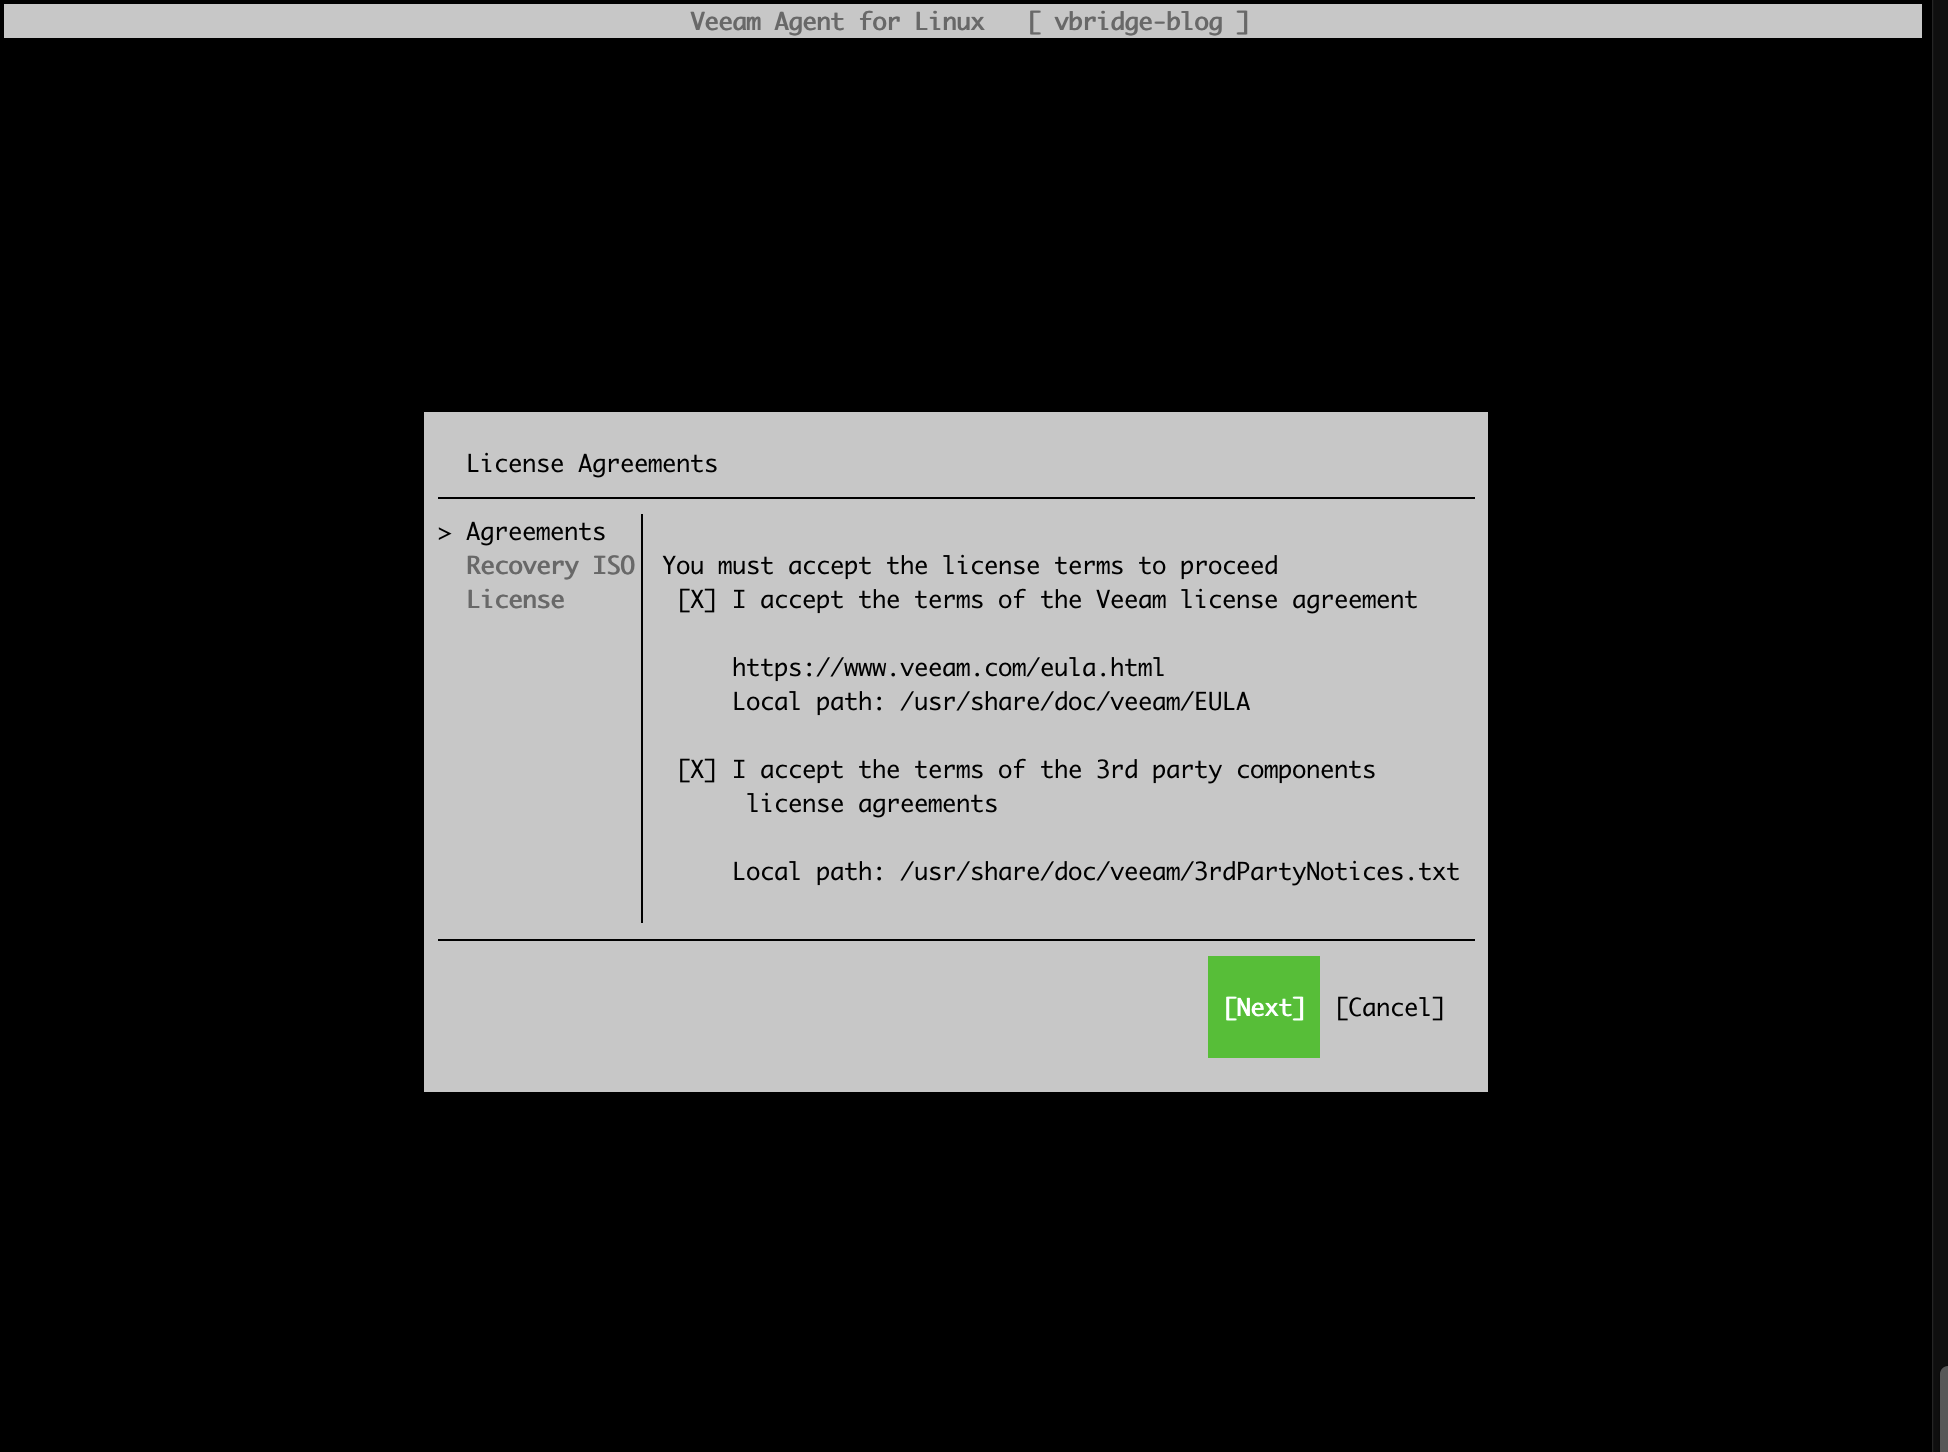 Veeam Agent for Linux   [ vbridge-blog ]
License Agreements
> Agreements
Recovery ISO
License
You must accept the license terms to proceed
[X] I accept the terms of the Veeam license agreement
https://www.veeam.com/eula.html
Local path: /usr/share/doc/veeam/EULA
[X] I accept the terms of the 3rd party components
license agreements
Local path: /usr/share/doc/veeam/3rdPartyNotices.txt
[Next] [Cancel]